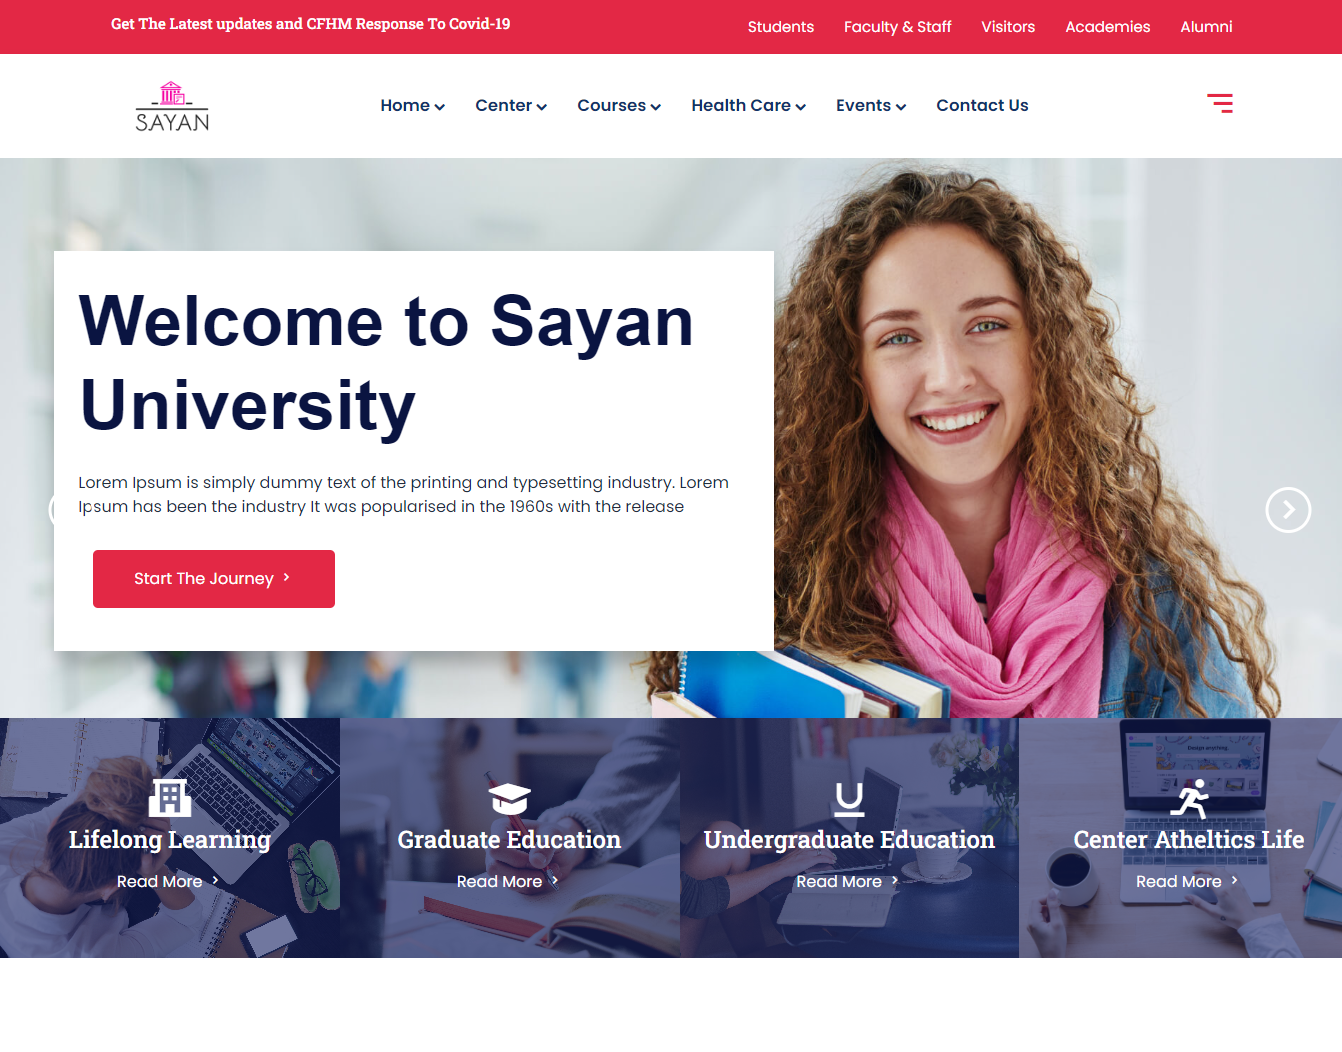 Get The Latest updates and CFHM Response To Covid-19
Students Faculty & Staff Visitors Academies Alumni
SAYAN
Home Center Courses Health Care Events Contact Us
Welcome to Sayan
University
Lorem Ipsum is simply dummy text of the printing and typesetting industry. Lorem
Ipsum has been the industry It was popularised in the 1960s with the release
Start The Journey
Lifelong Learning
Read More
Graduate Education
Read More
Undergraduate Education
Read More
Design anything.
Center Atheltics Life
Read More